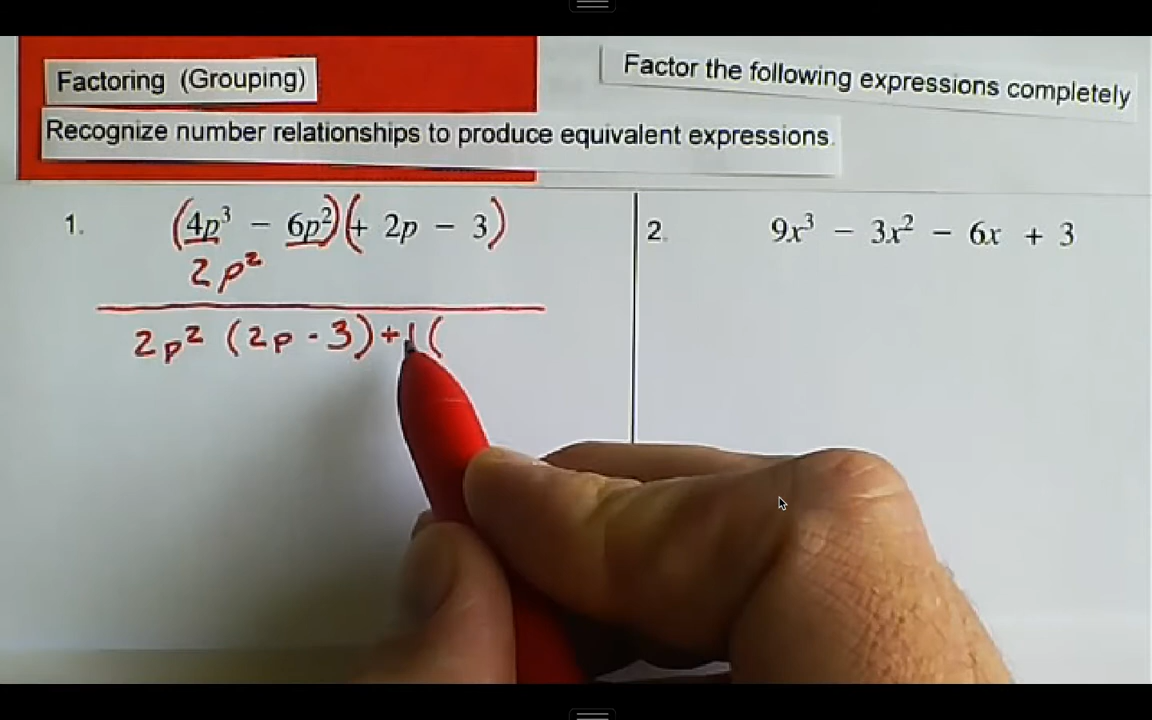 Factoring (Grouping)
Factor the following expressions completely
Recognize number relationships to produce equivalent expressions.
1. (4p³ − 6p²)(+ 2p − 3)
2p²
2p² (2p - 3) + 1 (
2. 9x³ − 3x² − 6x + 3